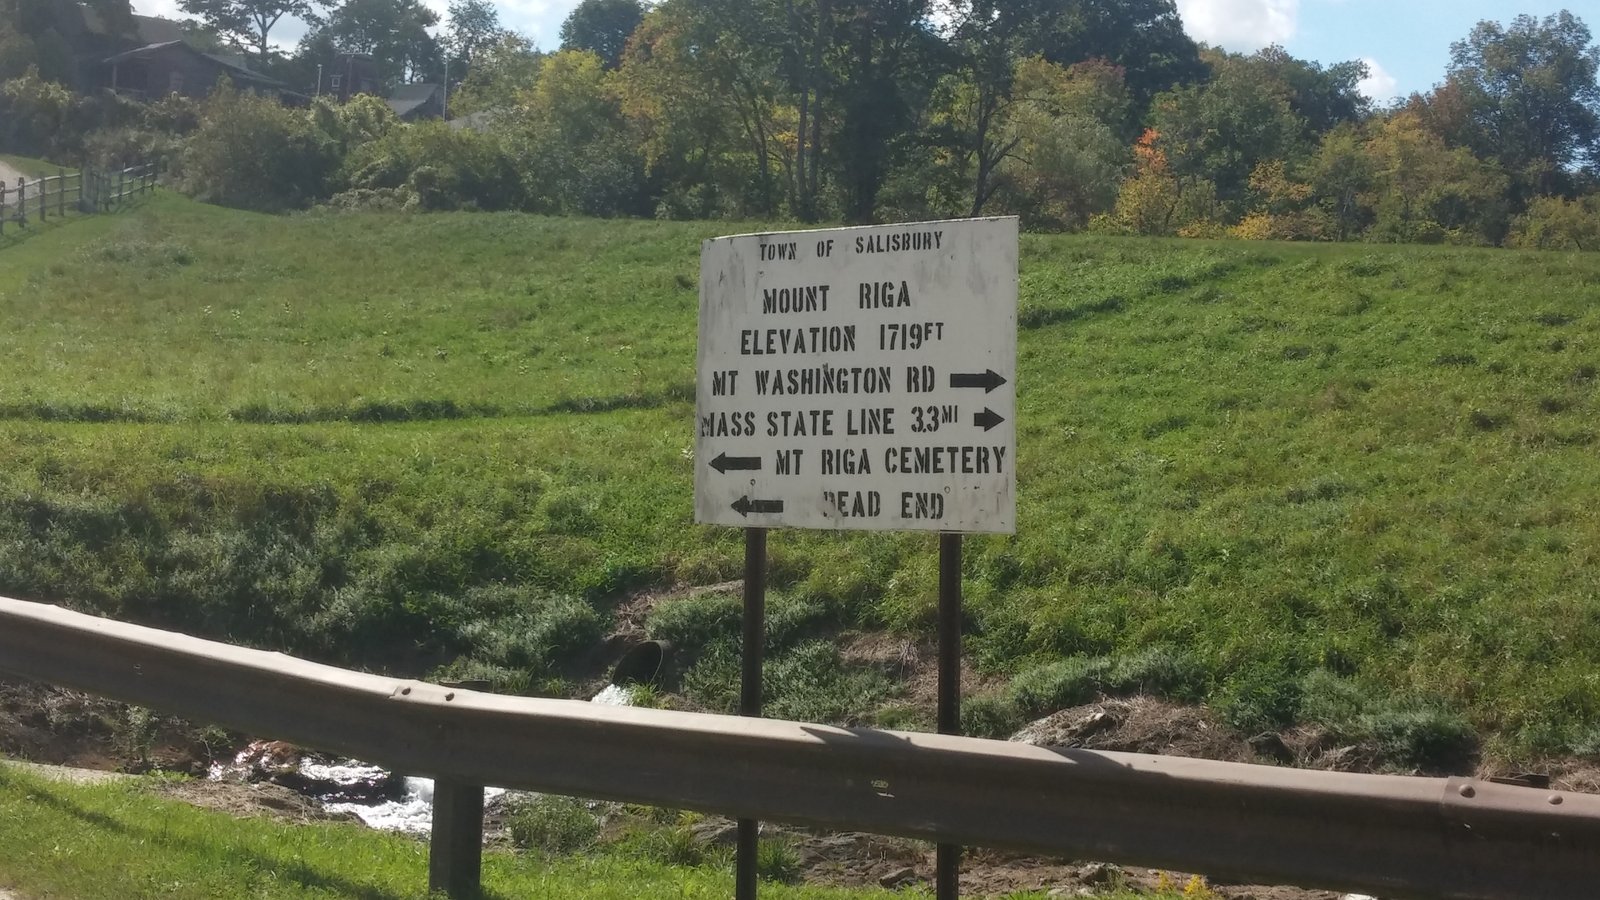 TOWN OF SALISBURY
MOUNT RIGA
ELEVATION 1719FT
MT WASHINGTON RD
MASS STATE LINE 3.3MI
MT RIGA CEMETERY
DEAD END